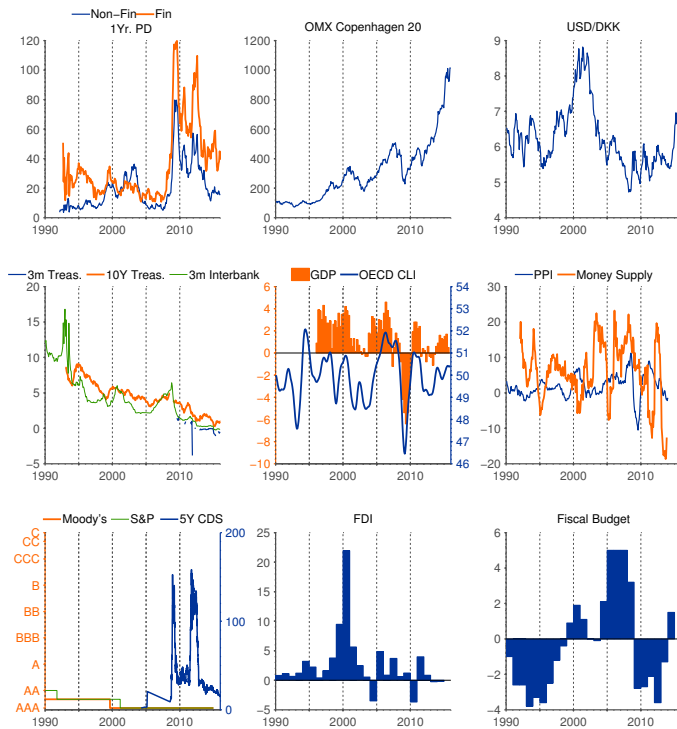 Non−Fin Fin
1Yr. PD
120
100
80
60
40
20
0
1990 2000 2010
OMX Copenhagen 20
1200
1000
800
600
400
200
0
1990 2000 2010
USD/DKK
9
8
7
6
5
4
1990 2000 2010
3m Treas. 10Y Treas. 3m Interbank
20
15
10
5
0
−5
1990 2000 2010
GDP OECD CLI
6 54
4 53
2 52
0 51
−2 50
−4 49
−6 48
−8 47
−10 46
1990 2000 2010
PPI Money Supply
30
20
10
0
−10
−20
1990 2000 2010
Moody's S&P 5Y CDS
C 200
CC
CCC
B
BB 100
BBB
A
AA
AAA 0
1990 2000 2010
FDI
25
20
15
10
5
0
−5
1990 2000 2010
Fiscal Budget
6
4
2
0
−2
−4
1990 2000 2010